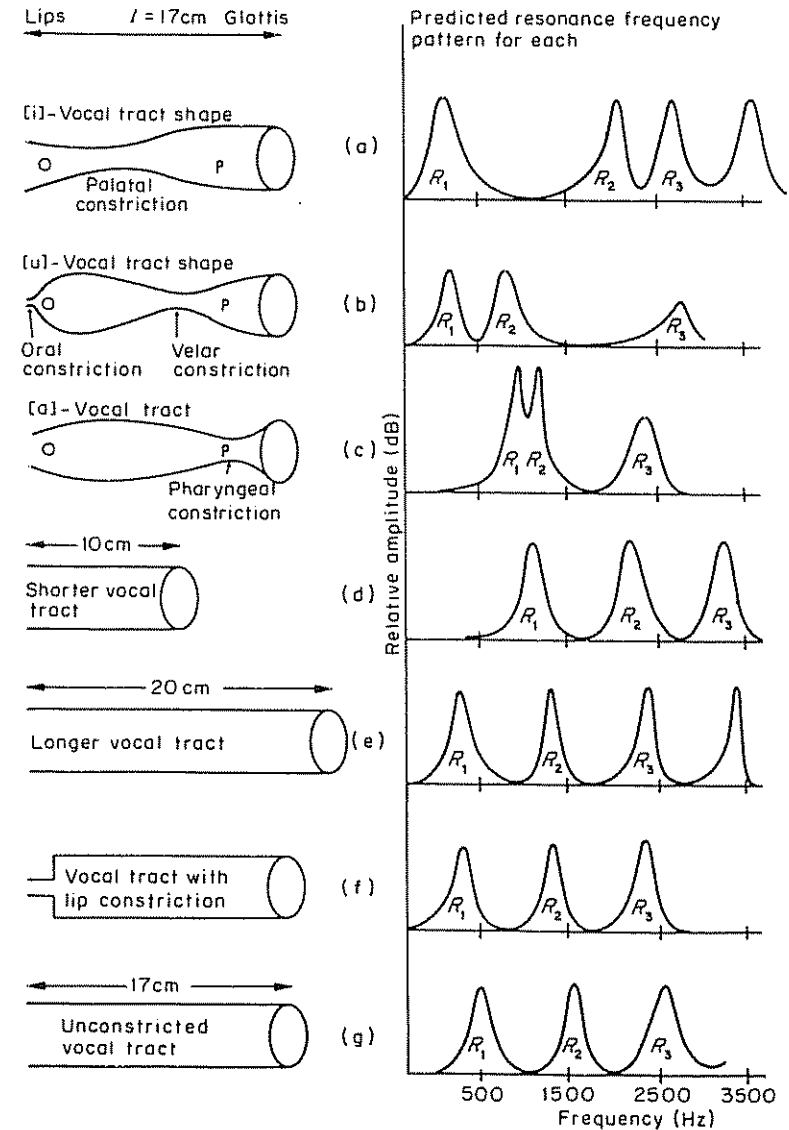 Lips l = 17cm Glottis
Predicted resonance frequency
pattern for each
[i]-Vocal tract shape
O P
Palatal
constriction
(a)
R1 R2 R3
[u]-Vocal tract shape
O P
Oral
constriction
Velar
constriction
(b)
R1 R2 R3
[a]-Vocal tract
O P
Pharyngeal
constriction
(c)
R1 R2 R3
Relative amplitude (dB)
10cm
Shorter vocal
tract
(d)
R1 R2 R3
20cm
Longer vocal tract
(e)
R1 R2 R3
Vocal tract with
lip constriction
(f)
R1 R2 R3
17cm
Unconstricted
vocal tract
(g)
R1 R2 R3
500 1500 2500 3500
Frequency (Hz)